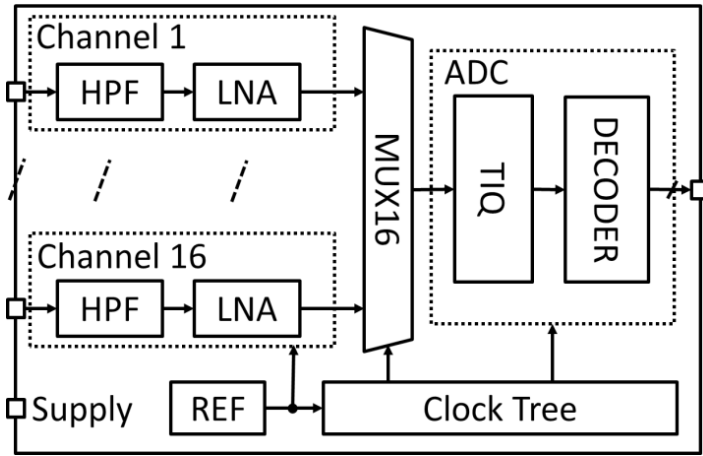 Channel 1
HPF
LNA
MUX16
ADC
TIQ
DECODER
Channel 16
HPF
LNA
Supply
REF
Clock Tree